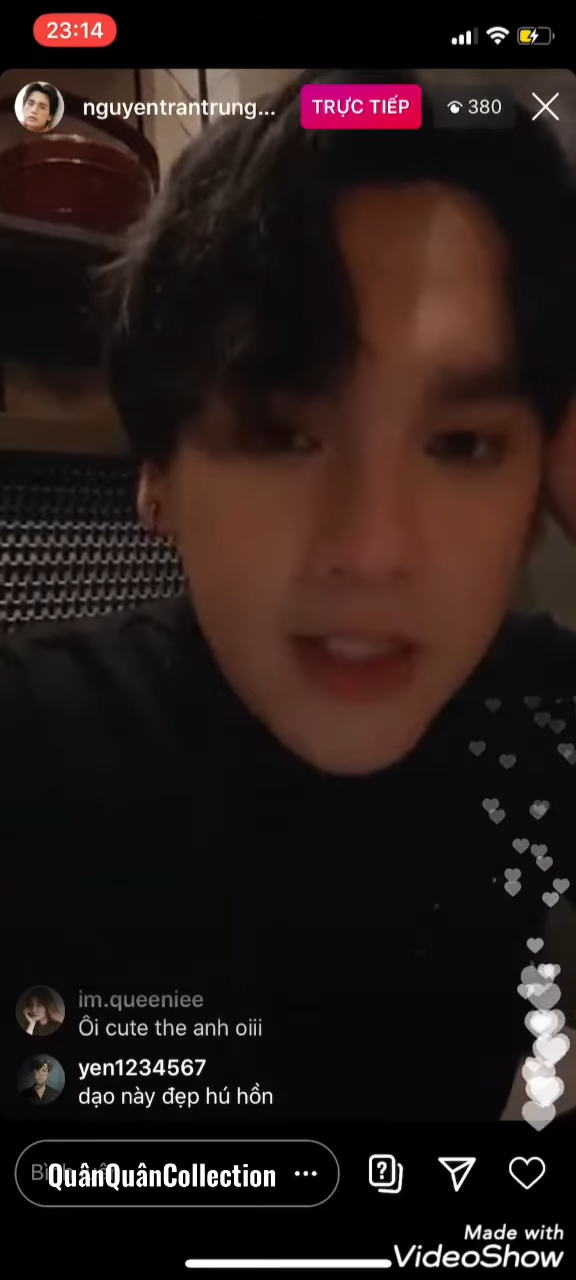 23:14
nguyentrantrung...
TRỰC TIẾP
380
im.queeniee
Ôi cute the anh oiii
yen1234567
dạo này đẹp hú hồn
QuânQuânCollection
Made with
VideoShow